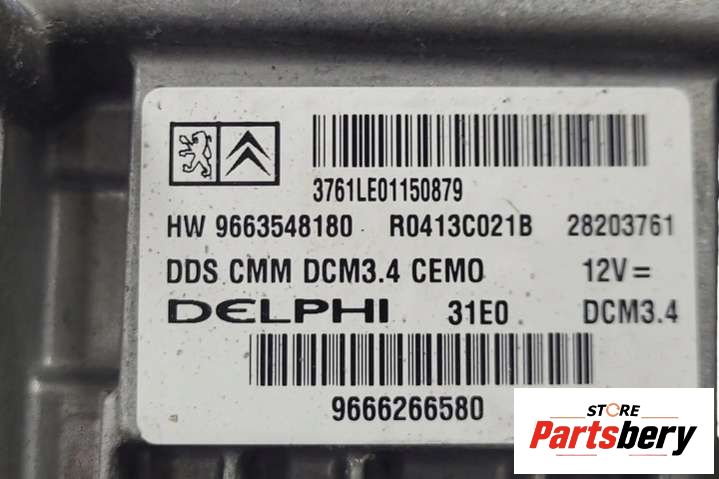 3761LE01150879
HW 9663548180 R0413C021B 28203761
DDS CMM DCM3.4 CEMO 12V =
DELPHI 31E0 DCM3.4
9666266580
STORE
Partsbery